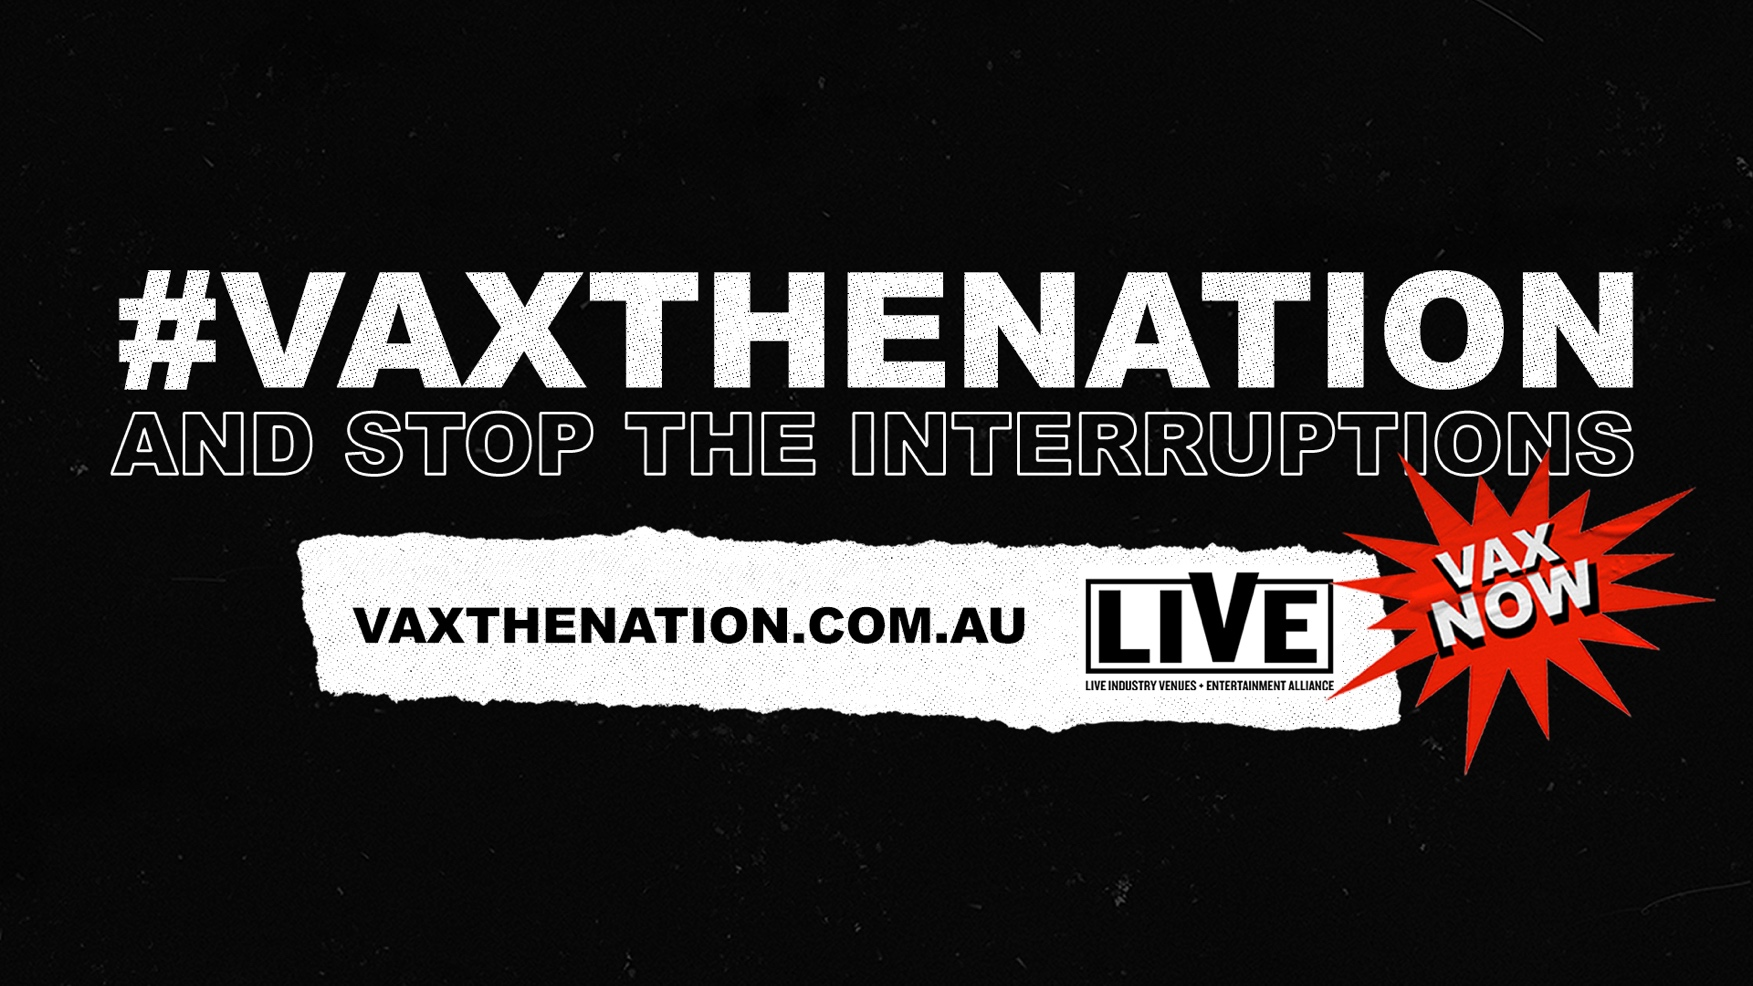 #VAXTHENATION
AND STOP THE INTERRUPTIONS
VAXTHENATION.COM.AU
LiVE
LIVE INDUSTRY VENUES + ENTERTAINMENT ALLIANCE
VAX
NOW